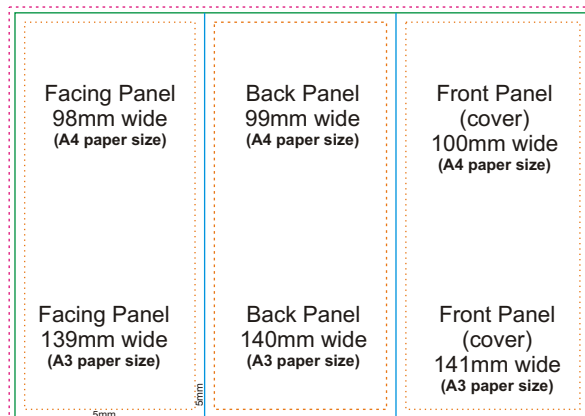 Facing Panel
98mm wide
(A4 paper size)
Back Panel
99mm wide
(A4 paper size)
Front Panel
(cover)
100mm wide
(A4 paper size)
Facing Panel
139mm wide
(A3 paper size)
Back Panel
140mm wide
(A3 paper size)
Front Panel
(cover)
141mm wide
(A3 paper size)
5mm
5mm